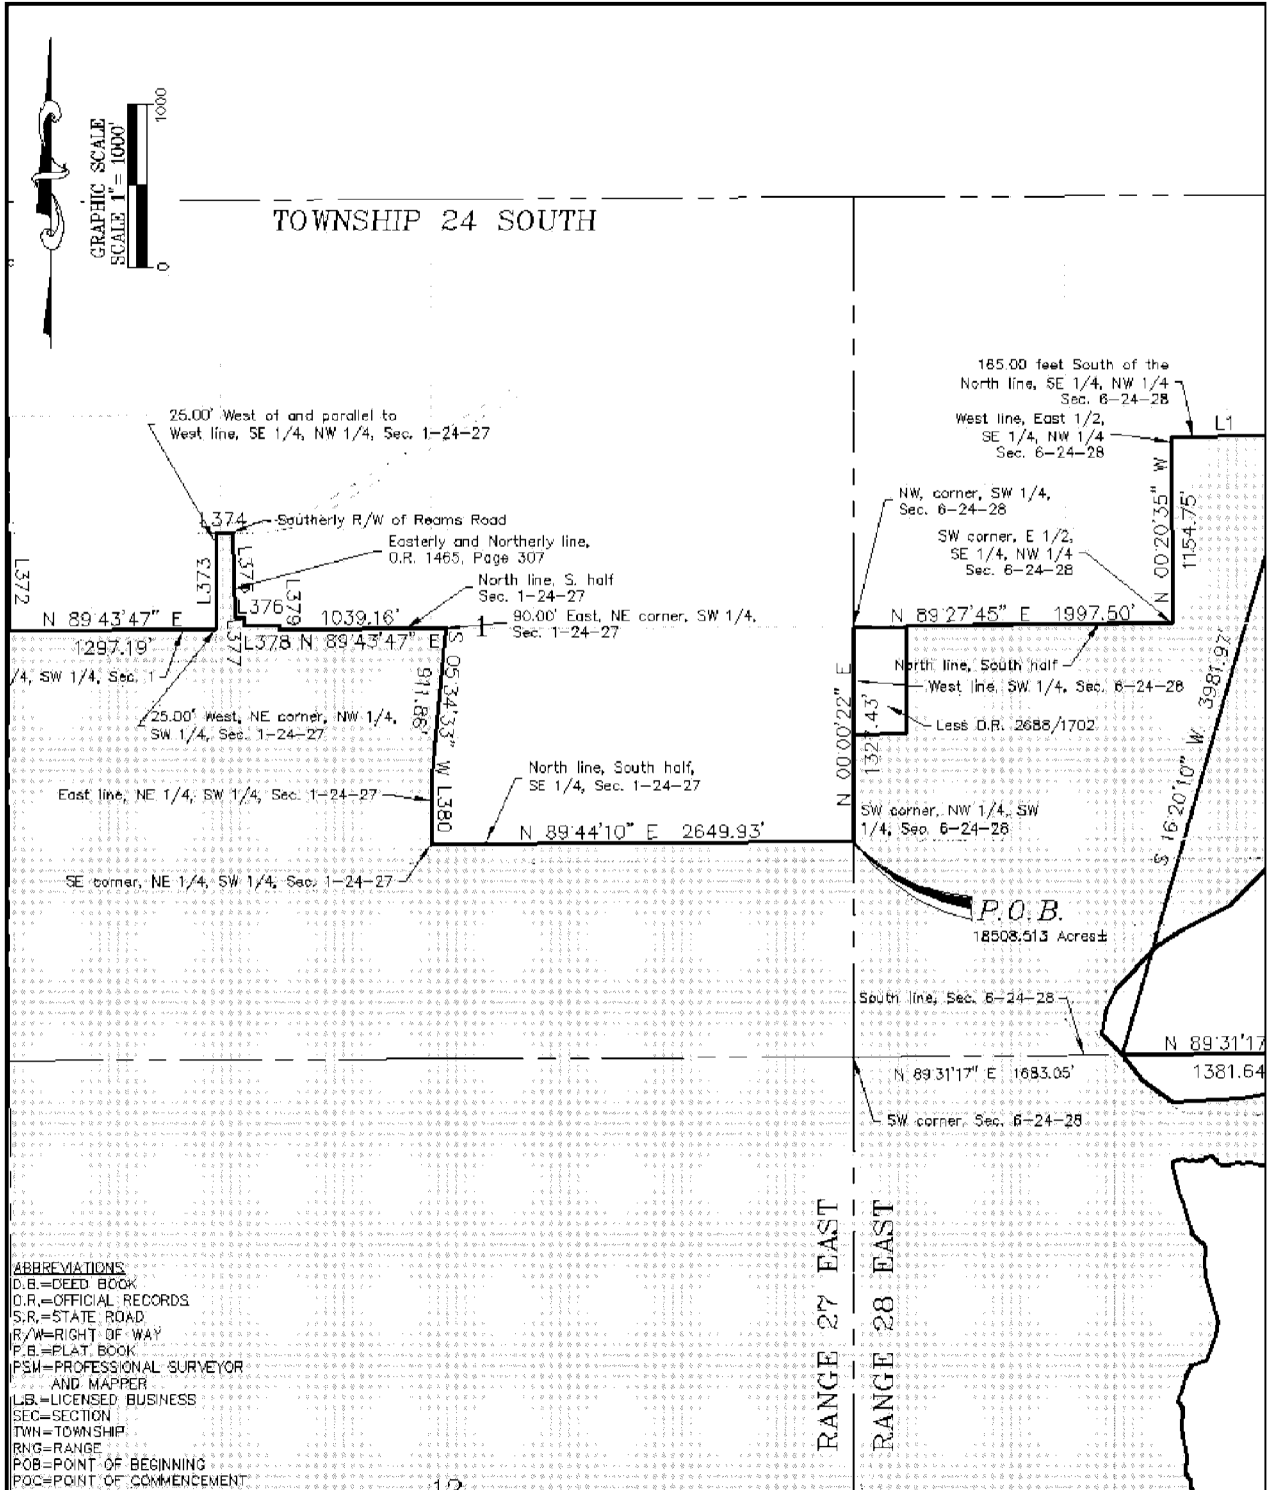 GRAPHIC SCALE
SCALE 1"= 1000'
0
1000
TOWNSHIP 24 SOUTH
165.00 feet South of the
North line, SE 1/4, NW 1/4
Sec. 6-24-28
West line, East 1/2,
SE 1/4, NW 1/4
Sec. 6-24-28
L1
25.00' West of and parallel to
West line, SE 1/4, NW 1/4, Sec. 1-24-27
NW, corner, SW 1/4,
Sec. 6-24-28
SW corner, E 1/2,
SE 1/4, NW 1/4
Sec. 6-24-28
N 00°20'35" W
1154.75'
L374
Southerly R/W of Reams Road
Easterly and Northerly line,
O.R. 1465, Page 307
North line, S. half
Sec. 1-24-27
90.00' East, NE corner, SW 1/4,
Sec. 1-24-27
L372
L373
L375
L376
L379
L377
L378
N 89°43'47" E
1297.19'
1039.16'
N 89°43'47" E
1
N 89°27'45" E 1997.50'
/4, SW 1/4, Sec. 1
25.00' West, NE corner, NW 1/4,
SW 1/4, Sec. 1-24-27
S 05°34'33" W
911.86'
L380
North line, South half
West line, SW 1/4, Sec. 6-24-28
Less O.R. 2688/1702
N 00°00'22" E
S 16°20'10" W 3981.97'
North line, South half,
SE 1/4, Sec. 1-24-27
East line, NE 1/4, SW 1/4, Sec. 1-24-27
N 89°44'10" E 2649.93'
SW corner, NW 1/4, SW
1/4, Sec. 6-24-28
SE corner, NE 1/4, SW 1/4, Sec. 1-24-27
P.O.B.
18508.513 Acres±
South line, Sec. 6-24-28
N 89°31'17
1381.64
N 89°31'17" E 1683.05'
SW corner, Sec. 6-24-28
RANGE 27 EAST
RANGE 28 EAST
ABBREVIATIONS
D.B.=DEED BOOK
O.R.=OFFICIAL RECORDS
S.R.=STATE ROAD
R/W=RIGHT OF WAY
P.B.=PLAT BOOK
PSM=PROFESSIONAL SURVEYOR
AND MAPPER
L.B.=LICENSED BUSINESS
SEC=SECTION
TWN=TOWNSHIP
RNG=RANGE
POB=POINT OF BEGINNING
POC=POINT OF COMMENCEMENT
12